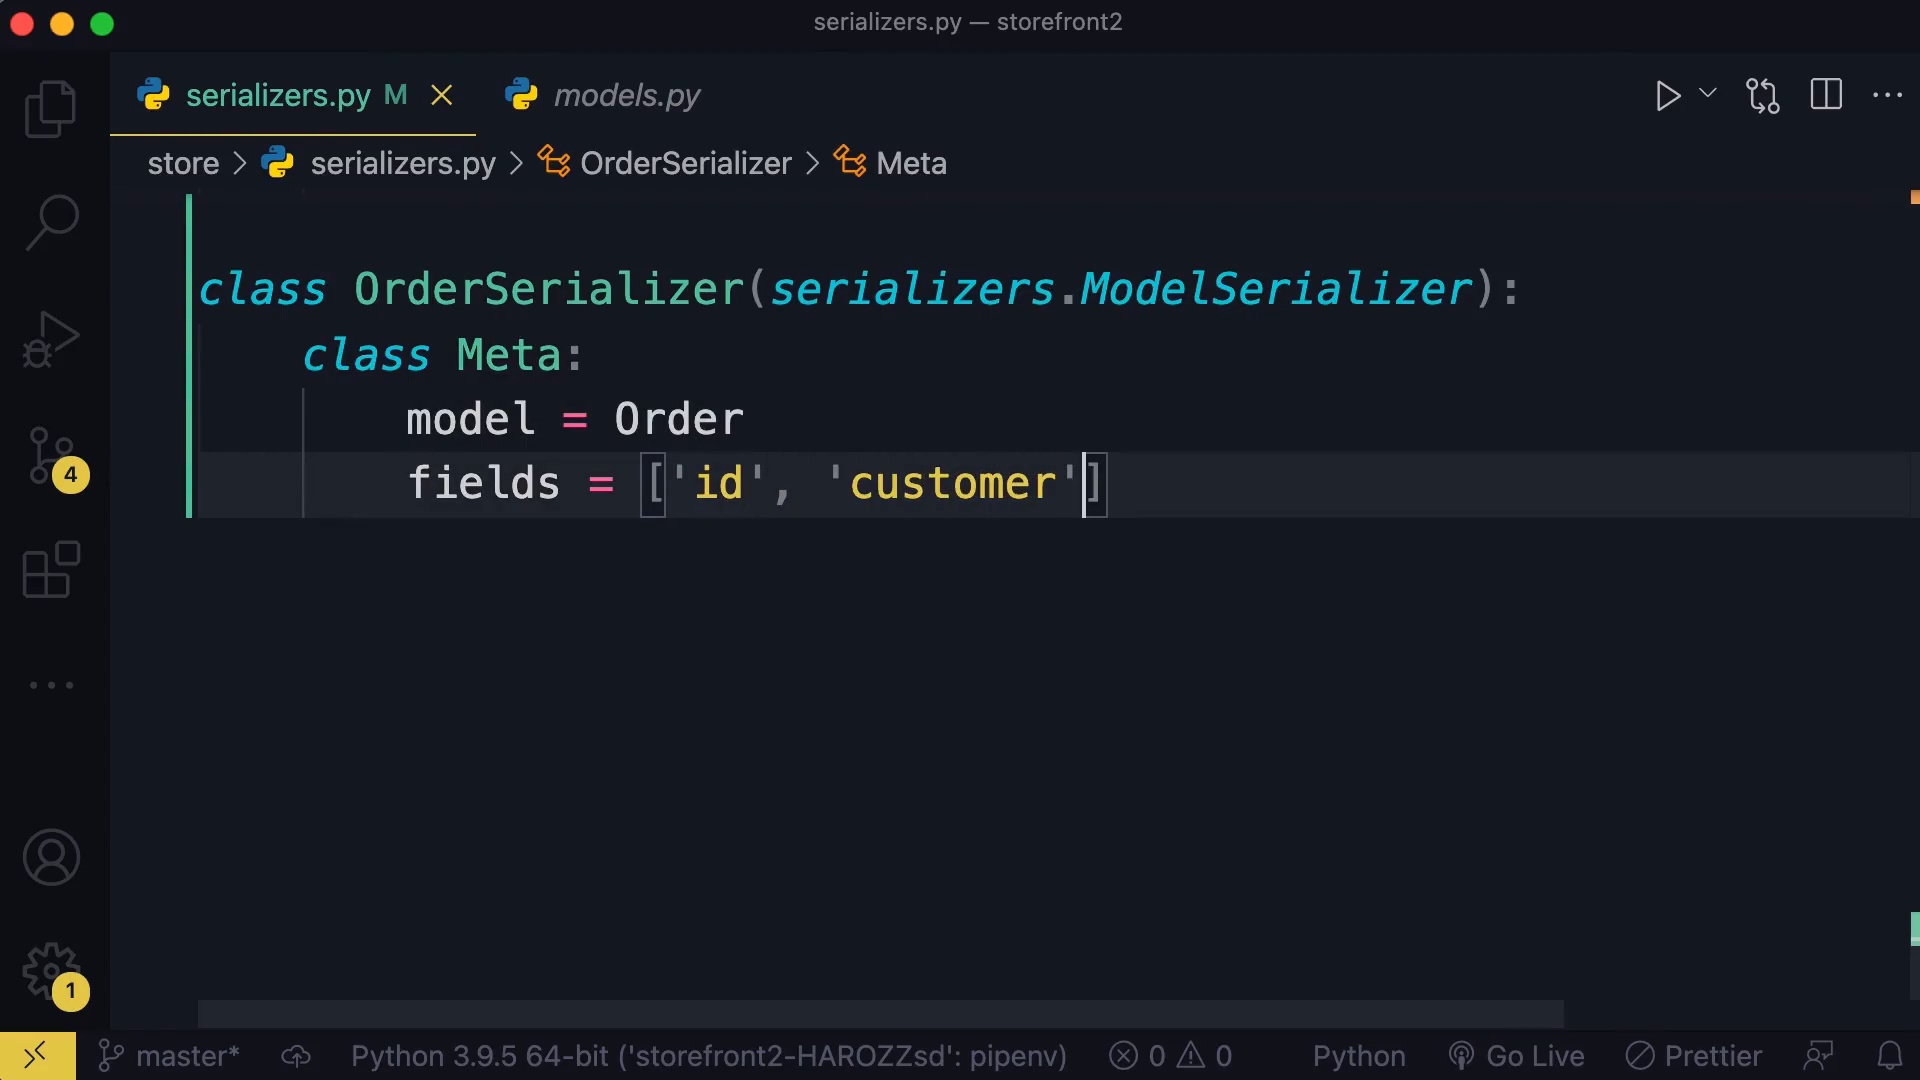 serializers.py — storefront2
serializers.py M models.py
store > serializers.py > OrderSerializer > Meta
class OrderSerializer(serializers.ModelSerializer):
class Meta:
model = Order
fields = ['id', 'customer']
4
1
master* Python 3.9.5 64-bit ('storefront2-HAROZZsd': pipenv) 0 0 Python Go Live Prettier